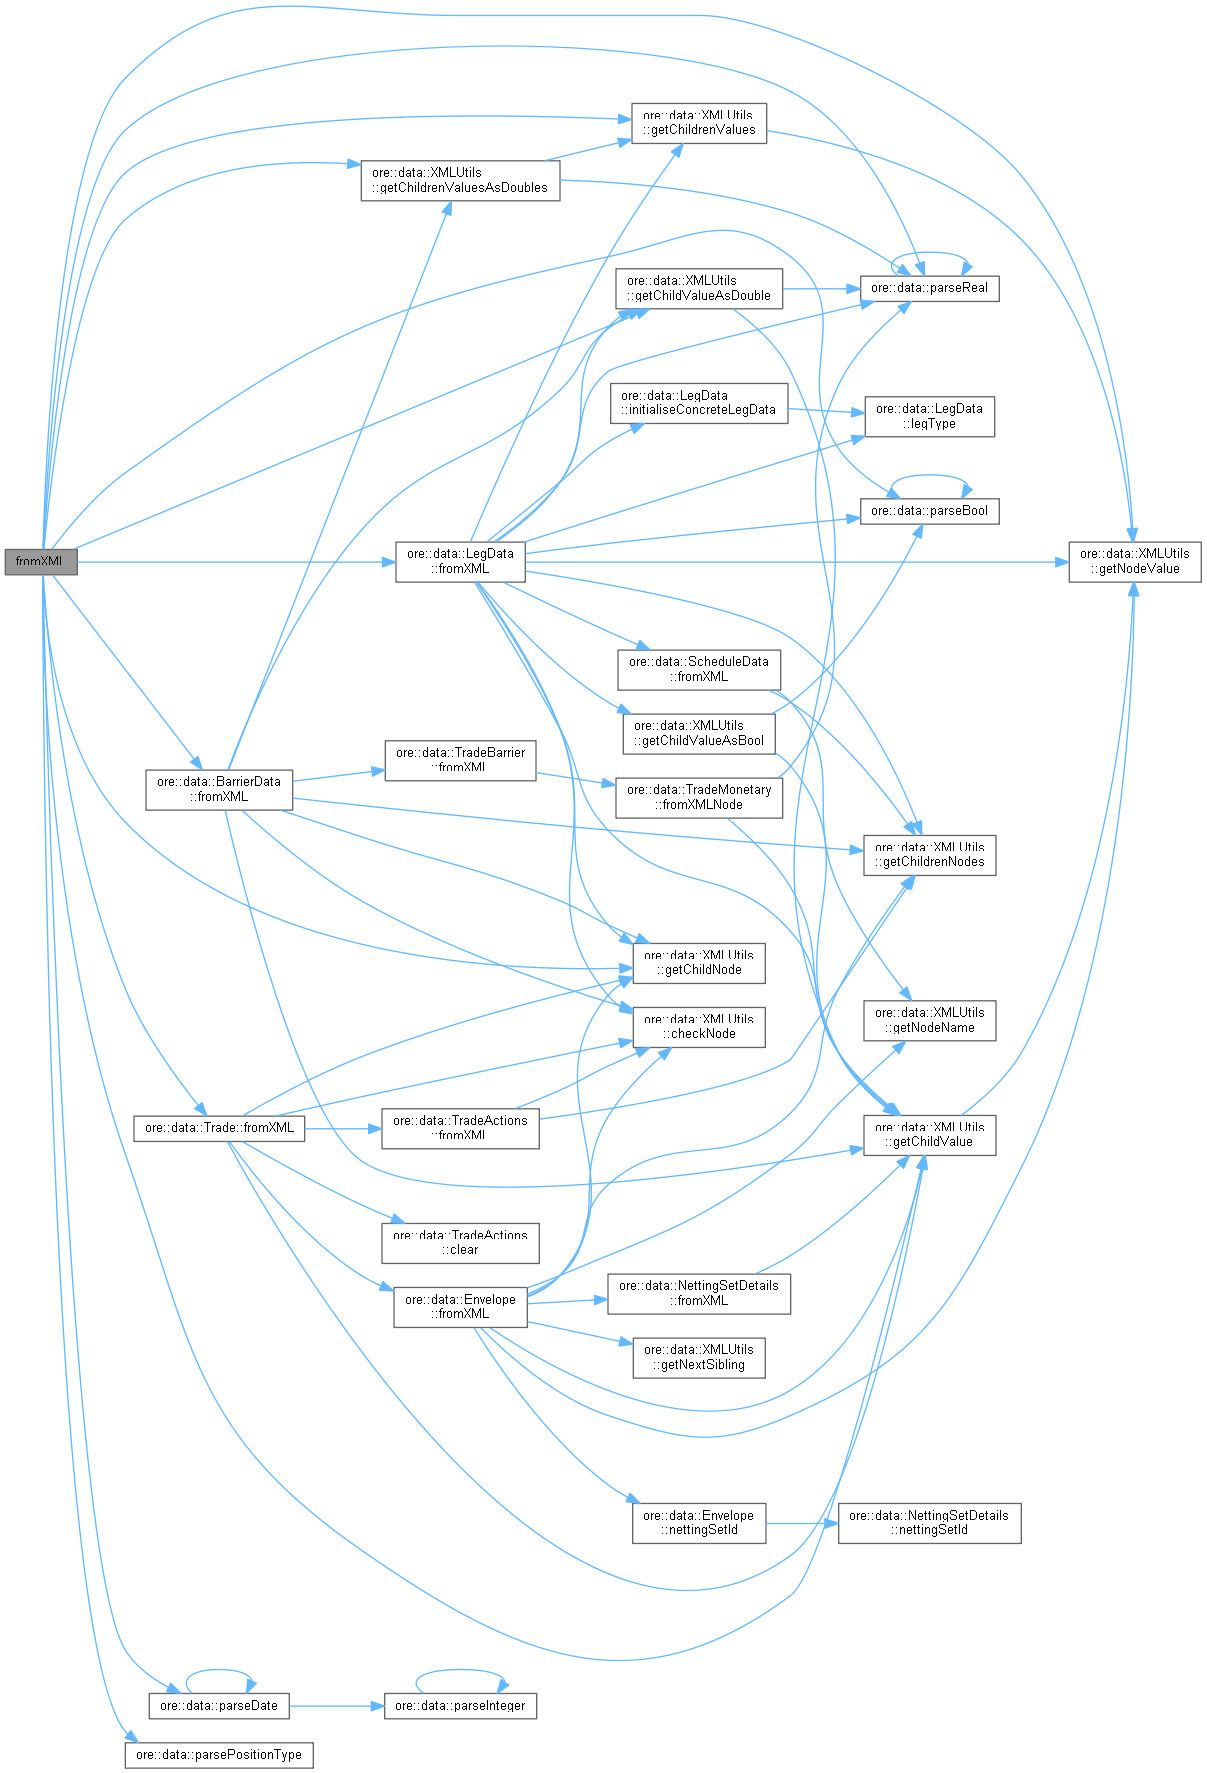 ore::data::XMLUtils
::getChildrenValues
ore::data::XMLUtils
::getChildrenValuesAsDoubles
ore::data::XMLUtils
::getChildValueAsDouble
ore::data::parseReal
ore::data::LegData
::initialiseConcreteLegData
ore::data::LegData
::legType
ore::data::parseBool
fromXML
ore::data::LegData
::fromXML
ore::data::XMLUtils
::getNodeValue
ore::data::ScheduleData
::fromXML
ore::data::XMLUtils
::getChildValueAsBool
ore::data::TradeBarrier
::fromXML
ore::data::BarrierData
::fromXML
ore::data::TradeMonetary
::fromXMLNode
ore::data::XMLUtils
::getChildrenNodes
ore::data::XMLUtils
::getChildNode
ore::data::XMLUtils
::getNodeName
ore::data::XMLUtils
::checkNode
ore::data::Trade::fromXML
ore::data::TradeActions
::fromXML
ore::data::XMLUtils
::getChildValue
ore::data::TradeActions
::clear
ore::data::Envelope
::fromXML
ore::data::NettingSetDetails
::fromXML
ore::data::XMLUtils
::getNextSibling
ore::data::Envelope
::nettingSetId
ore::data::NettingSetDetails
::nettingSetId
ore::data::parseDate
ore::data::parseInteger
ore::data::parsePositionType